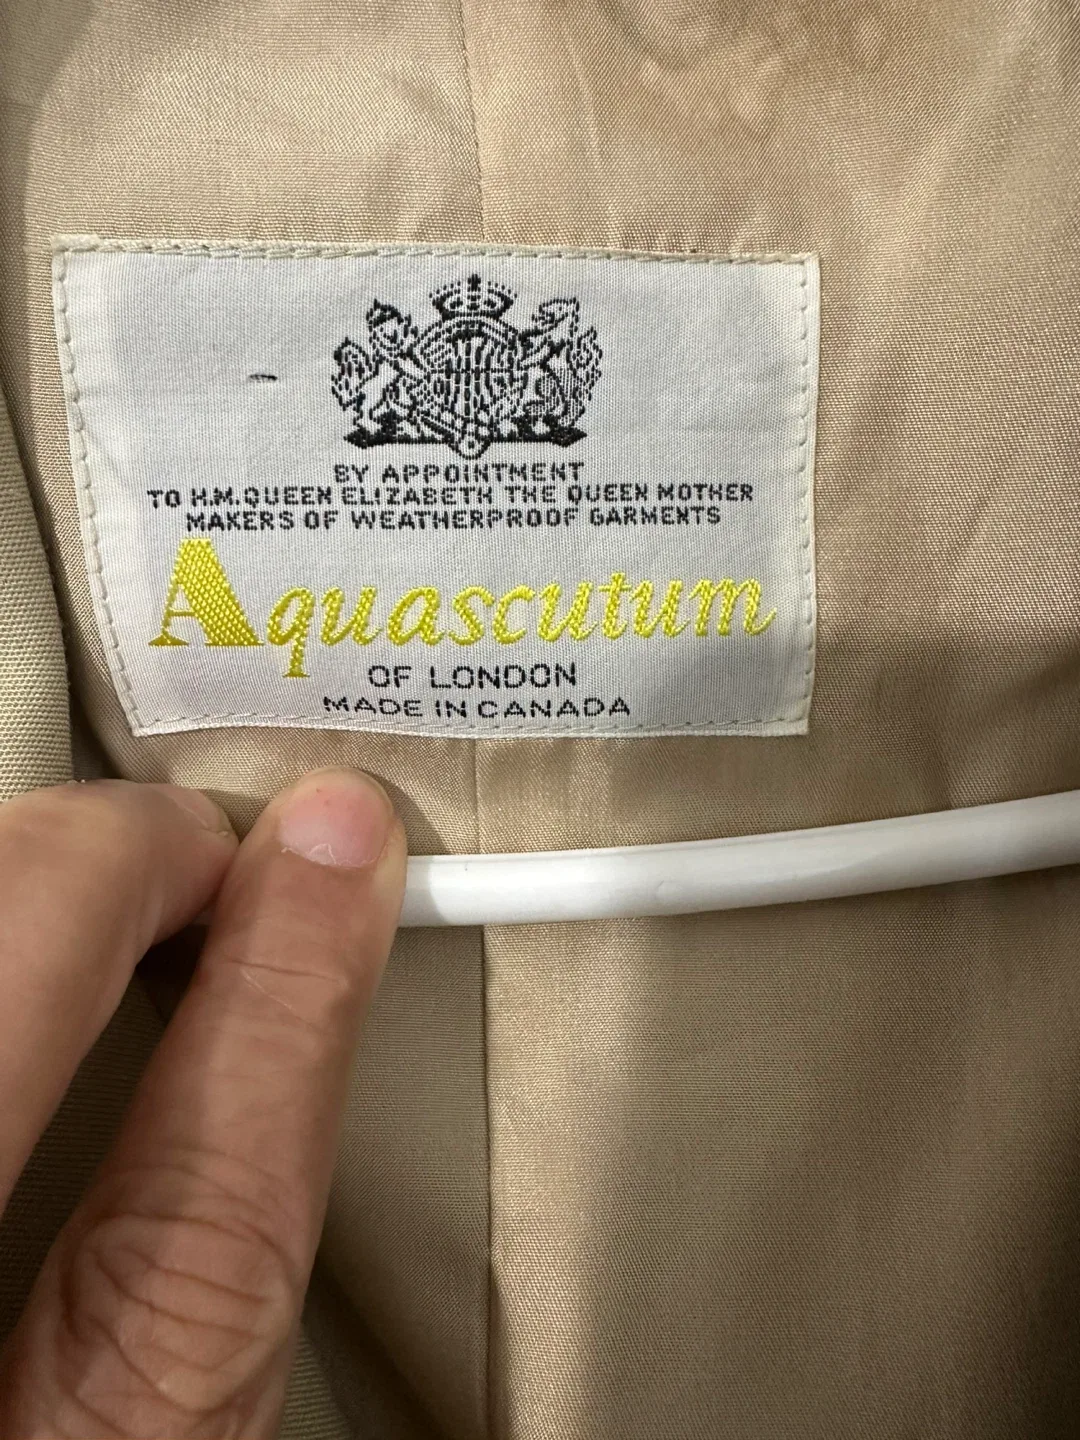 BY APPOINTMENT
TO H.M.QUEEN ELIZABETH THE QUEEN MOTHER
MAKERS OF WEATHERPROOF GARMENTS
Aquascutum
OF LONDON
MADE IN CANADA